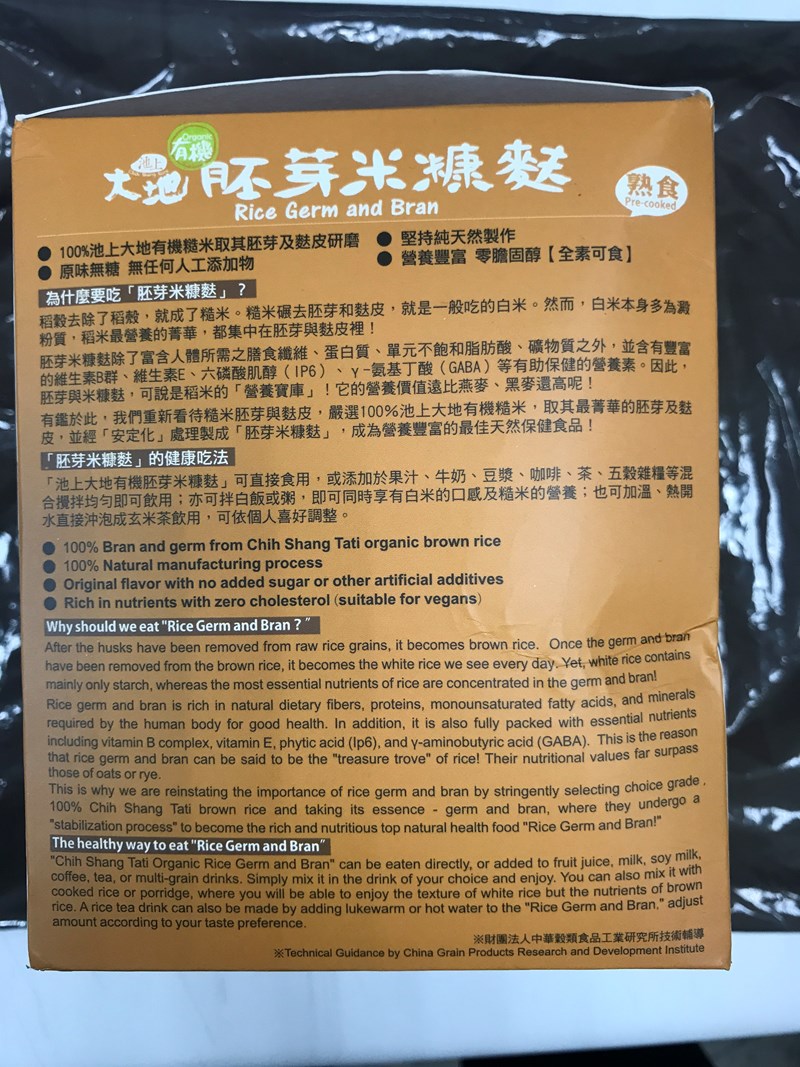 Organic
有機
池上
大地 胚芽米糠麩
熟食
Pre-cooked
Rice Germ and Bran
● 100%池上大地有機糙米取其胚芽及麩皮研磨 ● 堅持純天然製作
● 原味無糖 無任何人工添加物 ● 營養豐富 零膽固醇【全素可食】
為什麼要吃「胚芽米糠麩」？
稻穀去除了稻殼，就成了糙米。糙米碾去胚芽和麩皮，就是一般吃的白米。然而，白米本身多為澱
粉質，稻米最營養的菁華，都集中在胚芽與麩皮裡！
胚芽米糠麩除了富含人體所需之膳食纖維、蛋白質、單元不飽和脂肪酸、礦物質之外，並含有豐富
的維生素B群、維生素E、六磷酸肌醇（IP6）、γ-氨基丁酸（GABA）等有助保健的營養素。因此，
胚芽與米糠麩，可說是稻米的「營養寶庫」！它的營養價值遠比燕麥、黑麥還高呢！
有鑑於此，我們重新看待糙米胚芽與麩皮，嚴選100%池上大地有機糙米，取其最菁華的胚芽及麩
皮，並經「安定化」處理製成「胚芽米糠麩」，成為營養豐富的最佳天然保健食品！
「胚芽米糠麩」的健康吃法
「池上大地有機胚芽米糠麩」可直接食用，或添加於果汁、牛奶、豆漿、咖啡、茶、五穀雜糧等混
合攪拌均勻即可飲用；亦可拌白飯或粥，即可同時享有白米的口感及糙米的營養；也可加溫、熱開
水直接沖泡成玄米茶飲用，可依個人喜好調整。
● 100% Bran and germ from Chih Shang Tati organic brown rice
● 100% Natural manufacturing process
● Original flavor with no added sugar or other artificial additives
● Rich in nutrients with zero cholesterol (suitable for vegans)
Why should we eat "Rice Germ and Bran ? "
After the husks have been removed from raw rice grains, it becomes brown rice. Once the germ and bran
have been removed from the brown rice, it becomes the white rice we see every day. Yet, white rice contains
mainly only starch, whereas the most essential nutrients of rice are concentrated in the germ and bran!
Rice germ and bran is rich in natural dietary fibers, proteins, monounsaturated fatty acids, and minerals
required by the human body for good health. In addition, it is also fully packed with essential nutrients
including vitamin B complex, vitamin E, phytic acid (Ip6), and γ-aminobutyric acid (GABA). This is the reason
that rice germ and bran can be said to be the "treasure trove" of rice! Their nutritional values far surpass
those of oats or rye.
This is why we are reinstating the importance of rice germ and bran by stringently selecting choice grade .
100% Chih Shang Tati brown rice and taking its essence - germ and bran, where they undergo a
"stabilization process" to become the rich and nutritious top natural health food "Rice Germ and Bran!"
The healthy way to eat "Rice Germ and Bran"
"Chih Shang Tati Organic Rice Germ and Bran" can be eaten directly, or added to fruit juice, milk, soy milk,
coffee, tea, or multi-grain drinks. Simply mix it in the drink of your choice and enjoy. You can also mix it with
cooked rice or porridge, where you will be able to enjoy the texture of white rice but the nutrients of brown
rice. A rice tea drink can also be made by adding lukewarm or hot water to the "Rice Germ and Bran." adjust
amount according to your taste preference.
※財團法人中華穀類食品工業研究所技術輔導
※Technical Guidance by China Grain Products Research and Development Institute